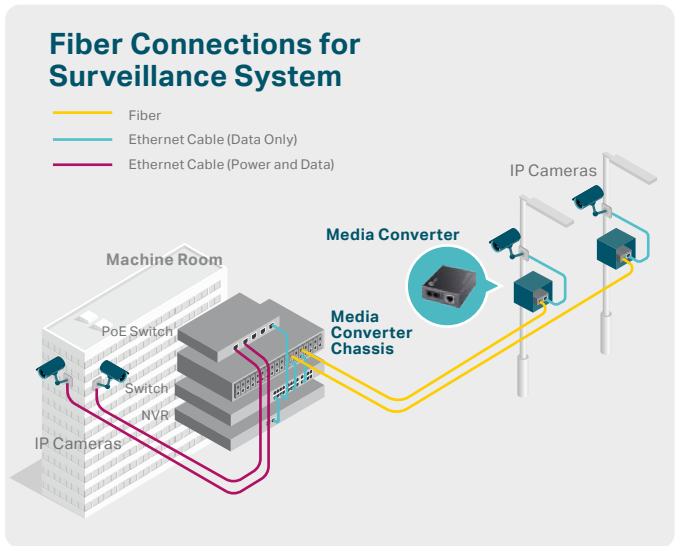 Fiber Connections for
Surveillance System
Fiber
Ethernet Cable (Data Only)
Ethernet Cable (Power and Data)
IP Cameras
Media Converter
Machine Room
PoE Switch
Media
Converter
Chassis
Switch
NVR
IP Cameras